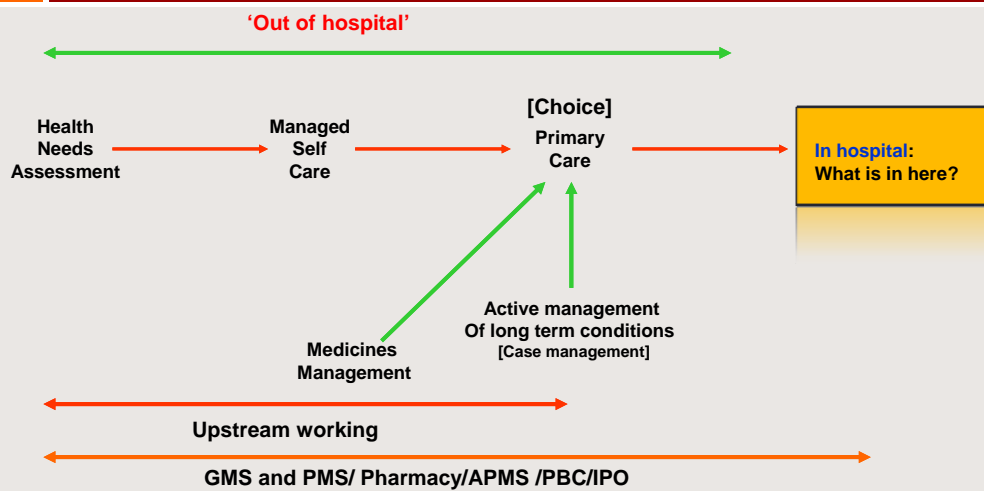 ‘Out of hospital’
Health
Needs
Assessment
Managed
Self
Care
[Choice]
Primary
Care
In hospital:
What is in here?
Active management
Of long term conditions
[Case management]
Medicines
Management
Upstream working
GMS and PMS/ Pharmacy/APMS /PBC/IPO